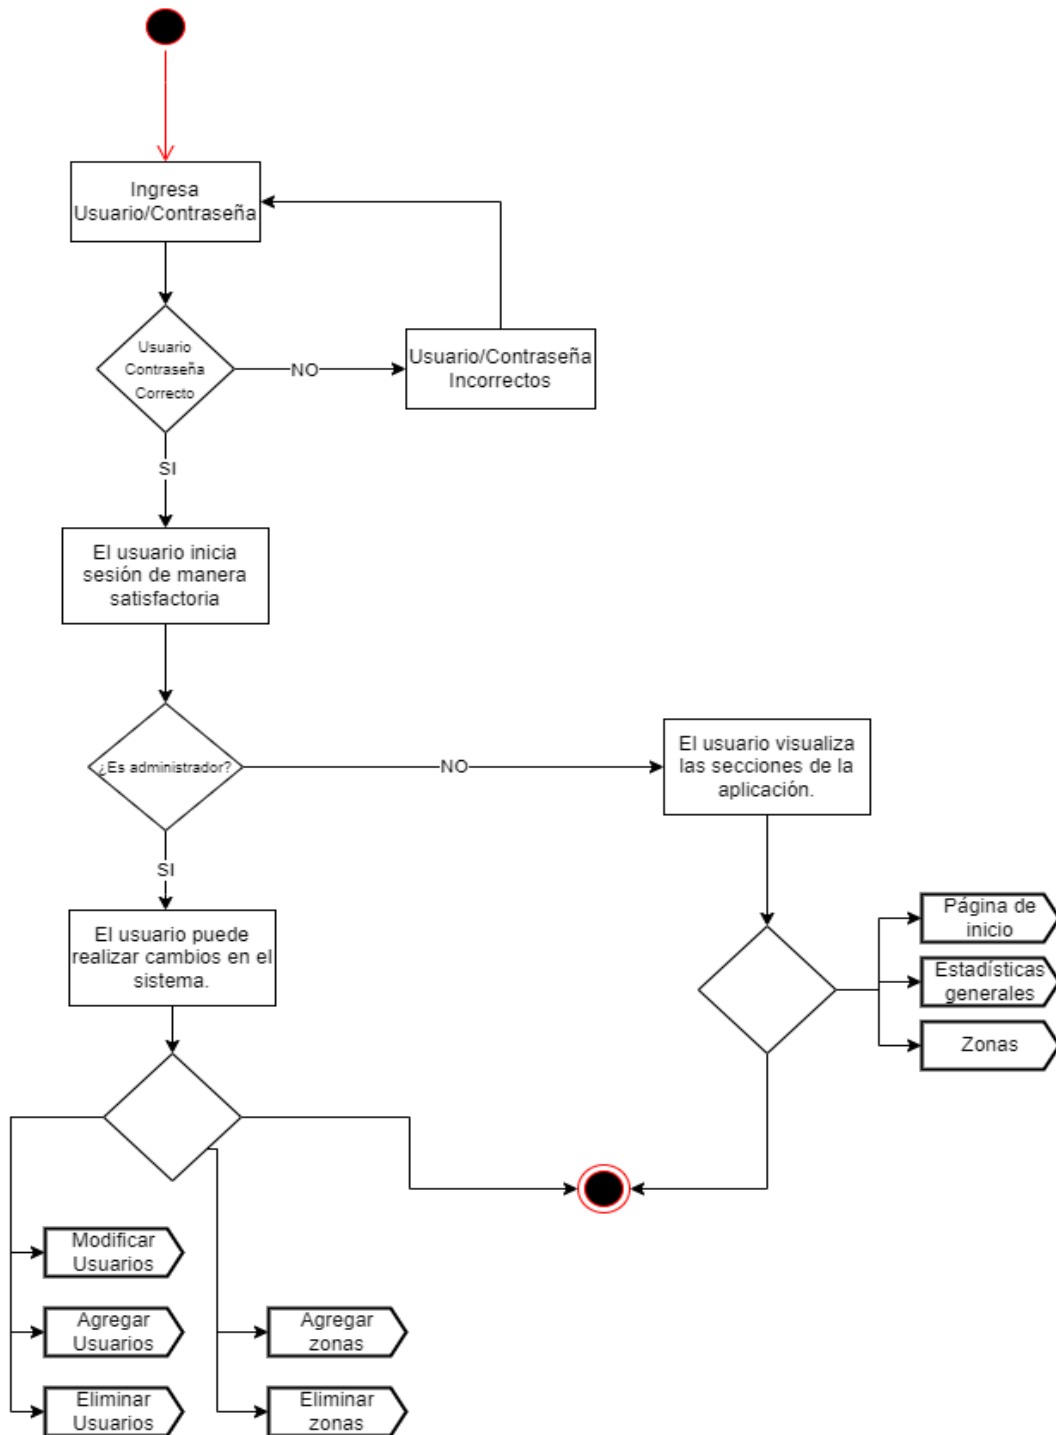 Ingresa
Usuario/Contraseña
Usuario
Contraseña
Correcto
NO
Usuario/Contraseña
Incorrectos
SI
El usuario inicia
sesión de manera
satisfactoria
¿Es administrador?
NO
El usuario visualiza
las secciones de la
aplicación.
SI
El usuario puede
realizar cambios en el
sistema.
Página de
inicio
Estadísticas
generales
Zonas
Modificar
Usuarios
Agregar
Usuarios
Agregar
zonas
Eliminar
Usuarios
Eliminar
zonas